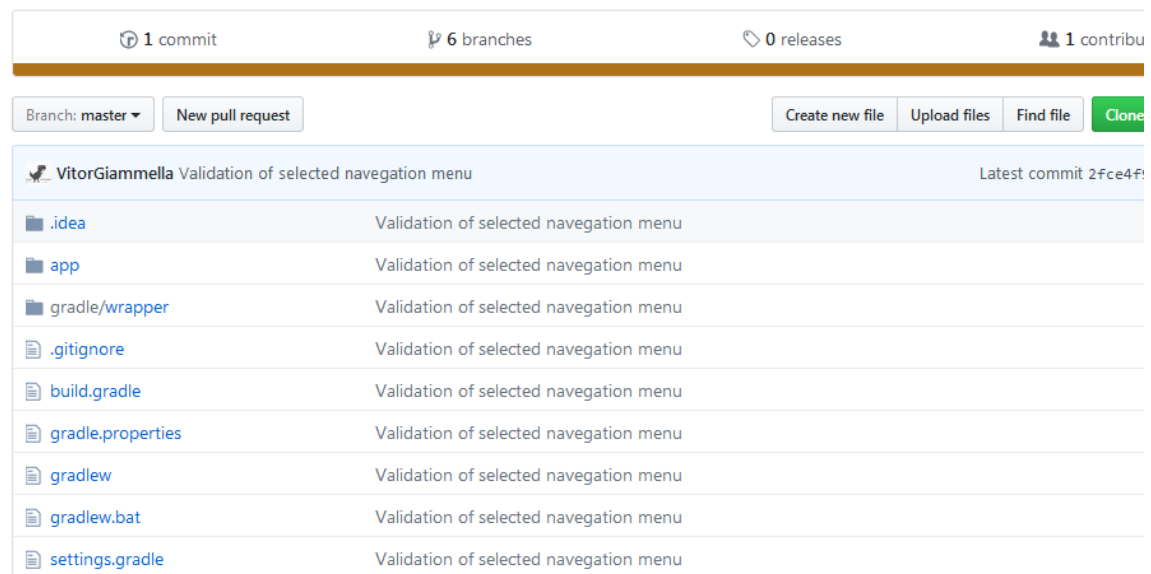 1 commit 6 branches 0 releases 1 contribu
Branch: master New pull request Create new file Upload files Find file Clone
VitorGiammella Validation of selected navegation menu Latest commit 2fce4f9
.idea Validation of selected navegation menu
app Validation of selected navegation menu
gradle/wrapper Validation of selected navegation menu
.gitignore Validation of selected navegation menu
build.gradle Validation of selected navegation menu
gradle.properties Validation of selected navegation menu
gradlew Validation of selected navegation menu
gradlew.bat Validation of selected navegation menu
settings.gradle Validation of selected navegation menu